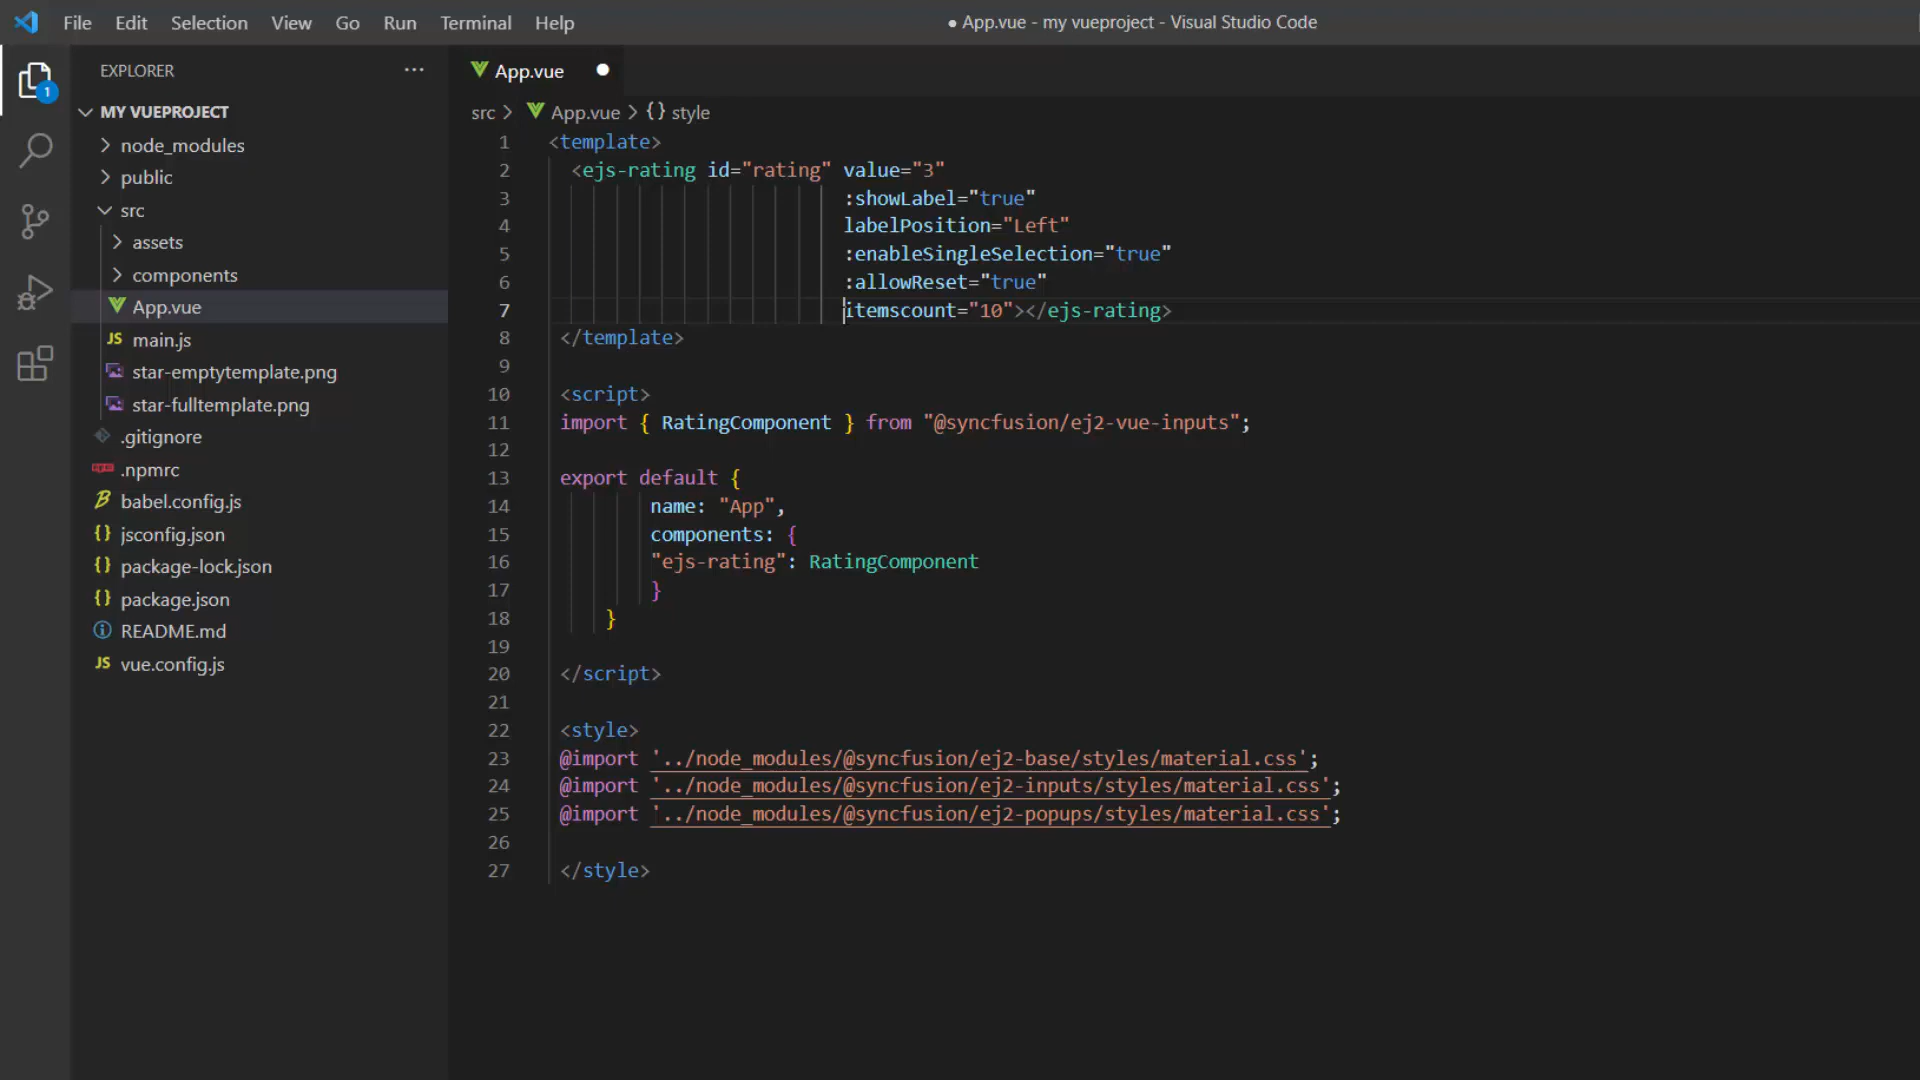 File Edit Selection View Go Run Terminal Help
● App.vue - my vueproject - Visual Studio Code
EXPLORER ···
1
MY VUEPROJECT
node_modules
public
src
assets
components
App.vue
JS main.js
star-emptytemplate.png
star-fulltemplate.png
.gitignore
npm .npmrc
babel.config.js
{} jsconfig.json
{} package-lock.json
{} package.json
README.md
JS vue.config.js
App.vue ●
src > App.vue > {} style
1 <template>
2 <ejs-rating id="rating" value="3"
3 :showLabel="true"
4 labelPosition="Left"
5 :enableSingleSelection="true"
6 :allowReset="true"
7 itemscount="10"></ejs-rating>
8 </template>
9
10 <script>
11 import { RatingComponent } from "@syncfusion/ej2-vue-inputs";
12
13 export default {
14 name: "App",
15 components: {
16 "ejs-rating": RatingComponent
17 }
18 }
19
20 </script>
21
22 <style>
23 @import '../node_modules/@syncfusion/ej2-base/styles/material.css';
24 @import '../node_modules/@syncfusion/ej2-inputs/styles/material.css';
25 @import '../node_modules/@syncfusion/ej2-popups/styles/material.css';
26
27 </style>